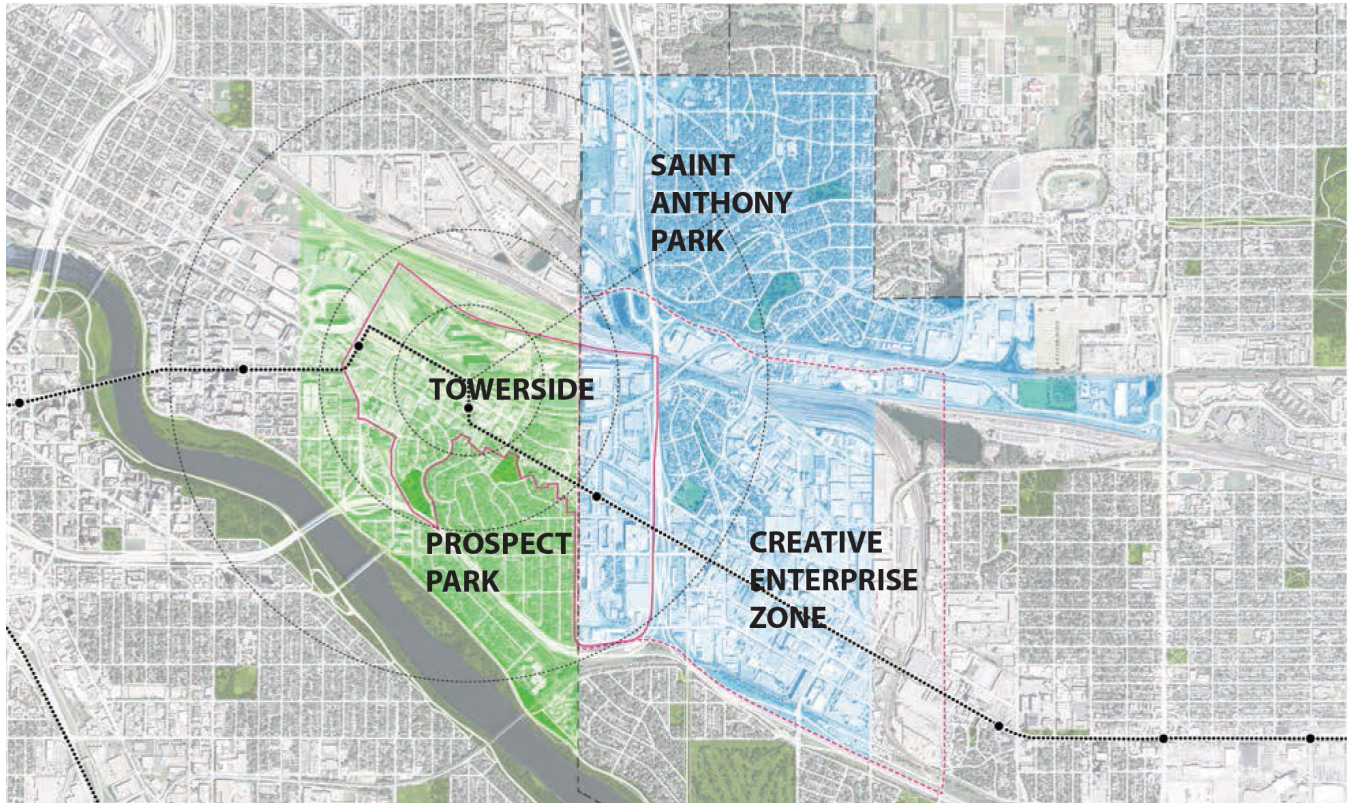 SAINT
ANTHONY
PARK
TOWERSIDE
PROSPECT
PARK
CREATIVE
ENTERPRISE
ZONE